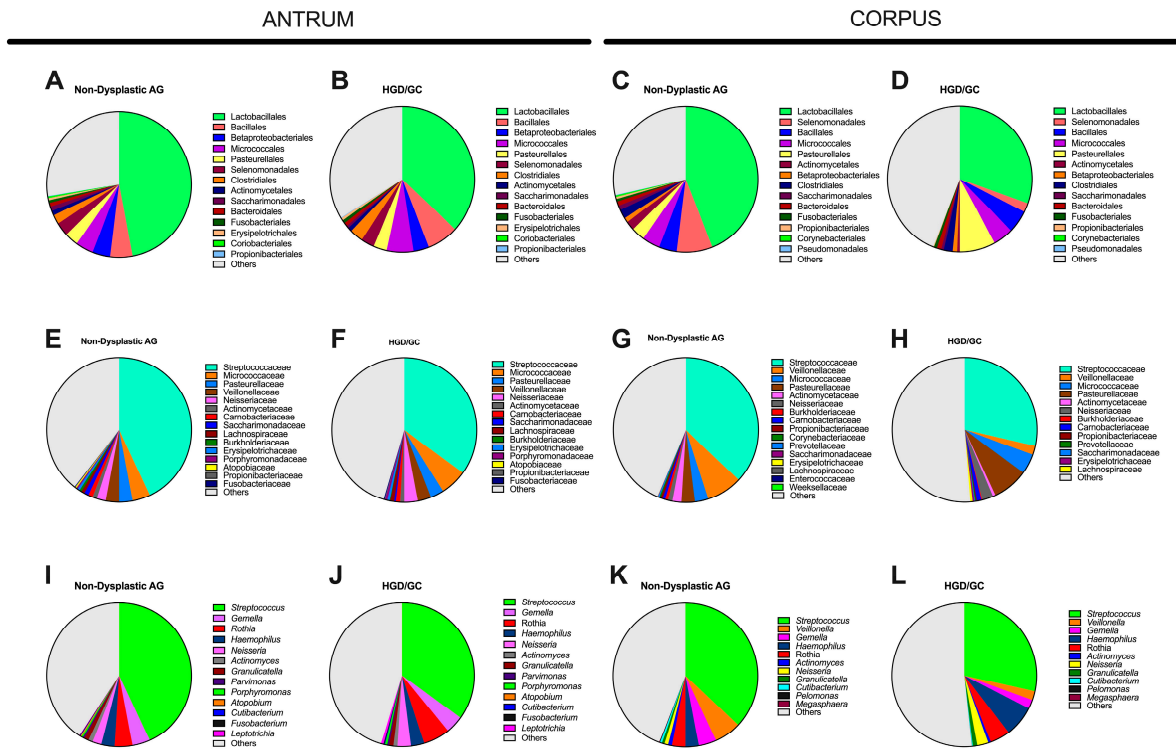 ANTRUM
CORPUS
A
Non-Dysplastic AG
Lactobacillales
Bacillales
Betaproteobacteriales
Micrococcales
Pasteurellales
Selenomonadales
Clostridiales
Actinomycetales
Saccharimonadales
Bacteroidales
Fusobacteriales
Erysipelotrichales
Coriobacteriales
Propionibacteriales
Others
B
HGD/GC
Lactobacillales
Bacillales
Betaproteobacteriales
Micrococcales
Pasteurellales
Selenomonadales
Clostridiales
Actinomycetales
Saccharimonadales
Bacteroidales
Fusobacteriales
Erysipelotrichales
Coriobacteriales
Propionibacteriales
Others
C
Non-Dysplastic AG
Lactobacillales
Selenomonadales
Bacillales
Micrococcales
Pasteurellales
Actinomycetales
Betaproteobacteriales
Clostridiales
Saccharimonadales
Bacteroidales
Fusobacteriales
Propionibacteriales
Corynebacteriales
Pseudomonadales
Others
D
HGD/GC
Lactobacillales
Selenomonadales
Bacillales
Micrococcales
Pasteurellales
Actinomycetales
Betaproteobacteriales
Clostridiales
Saccharimonadales
Bacteroidales
Fusobacteriales
Propionibacteriales
Corynebacteriales
Pseudomonadales
Others
E
Non-Dysplastic AG
Streptococcaceae
Micrococcaceae
Pasteurellaceae
Veillonellaceae
Neisseriaceae
Actinomycetaceae
Carnobacteriaceae
Saccharimonadaceae
Lachnospiraceae
Burkholderiaceae
Erysipelotrichaceae
Porphyromonadaceae
Atopobiaceae
Propionibacteriaceae
Fusobacteriaceae
Others
F
HGD/GC
Streptococcaceae
Micrococcaceae
Pasteurellaceae
Veillonellaceae
Neisseriaceae
Actinomycetaceae
Carnobacteriaceae
Saccharimonadaceae
Lachnospiraceae
Burkholderiaceae
Erysipelotrichaceae
Porphyromonadaceae
Atopobiaceae
Propionibacteriaceae
Fusobacteriaceae
Others
G
Non-Dysplastic AG
Streptococcaceae
Veillonellaceae
Micrococcaceae
Pasteurellaceae
Actinomycetaceae
Neisseriaceae
Burkholderiaceae
Carnobacteriaceae
Propionibacteriaceae
Corynebacteriaceae
Prevotellaceae
Saccharimonadaceae
Erysipelotrichaceae
Lachnospiraceae
Enterococcaceae
Weeksellaceae
Others
H
HGD/GC
Streptococcaceae
Veillonellaceae
Micrococcaceae
Pasteurellaceae
Actinomycetaceae
Neisseriaceae
Burkholderiaceae
Carnobacteriaceae
Propionibacteriaceae
Prevotellaceae
Saccharimonadaceae
Erysipelotrichaceae
Lachnospiraceae
Others
I
Non-Dysplastic AG
Streptococcus
Gemella
Rothia
Haemophilus
Neisseria
Actinomyces
Granulicatella
Parvimonas
Porphyromonas
Atopobium
Cutibacterium
Fusobacterium
Leptotrichia
Others
J
HGD/GC
Streptococcus
Gemella
Rothia
Haemophilus
Neisseria
Actinomyces
Granulicatella
Parvimonas
Porphyromonas
Atopobium
Cutibacterium
Fusobacterium
Leptotrichia
Others
K
Non-Dysplastic AG
Streptococcus
Veillonella
Gemella
Haemophilus
Rothia
Actinomyces
Neisseria
Granulicatella
Cutibacterium
Pelomonas
Megasphaera
Others
L
HGD/GC
Streptococcus
Veillonella
Gemella
Haemophilus
Rothia
Actinomyces
Neisseria
Granulicatella
Cutibacterium
Pelomonas
Megasphaera
Others